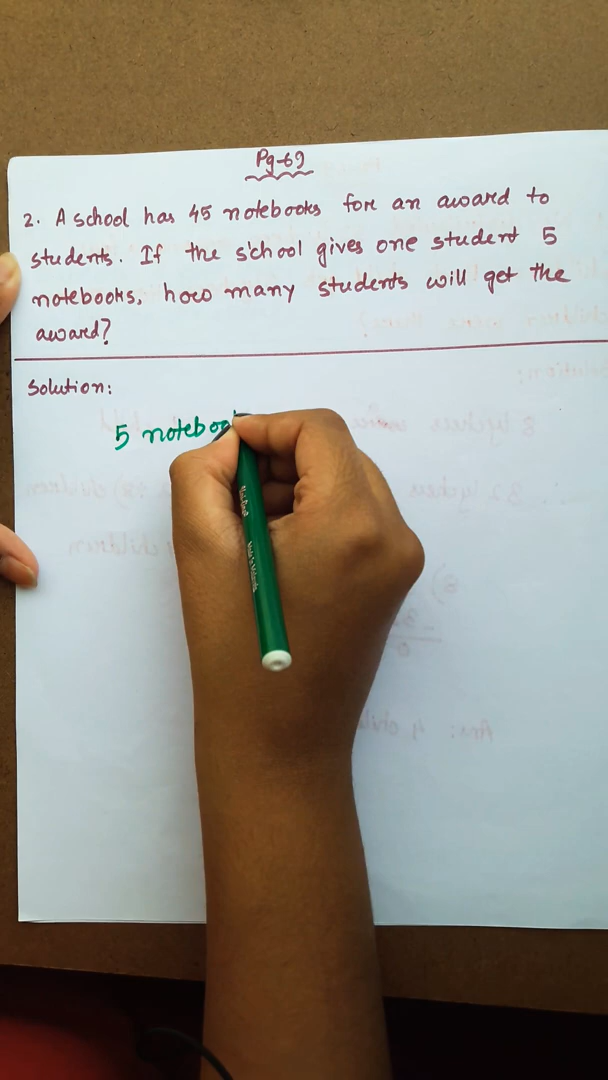 Pg-69
2. A school has 45 notebooks for an award to
students. If the school gives one student 5
notebooks, how many students will get the
award?
Solution:
5 noteboo